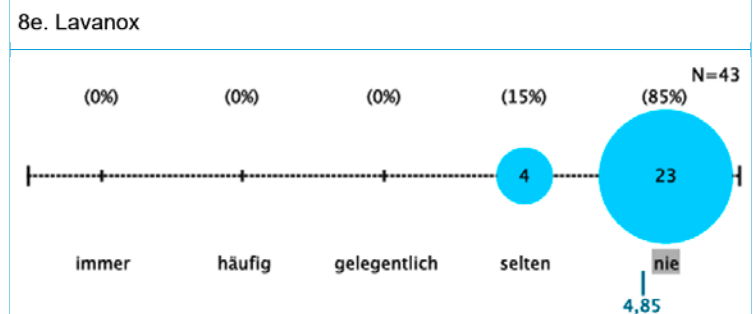 8e. Lavanox
N=43
(0%) (0%) (0%) (15%) (85%)
4 23
immer häufig gelegentlich selten nie
4,85